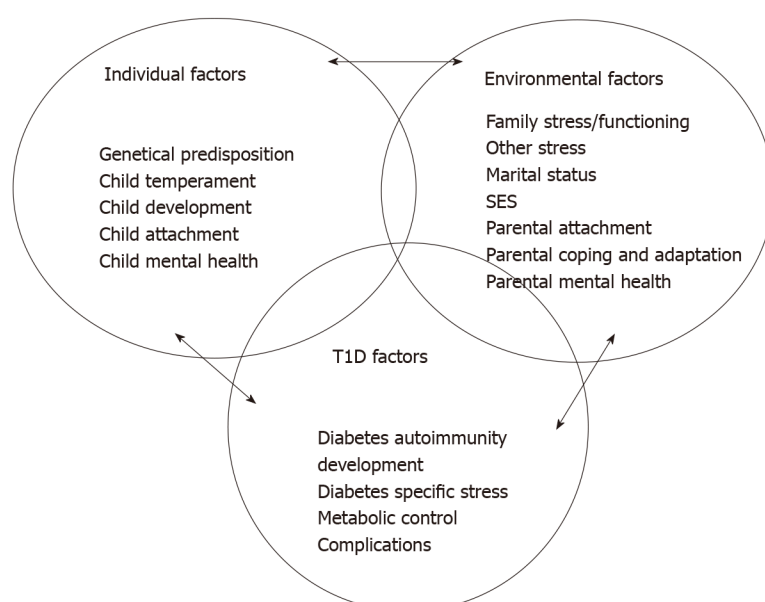 Individual factors
Genetical predisposition
Child temperament
Child development
Child attachment
Child mental health
Environmental factors
Family stress/functioning
Other stress
Marital status
SES
Parental attachment
Parental coping and adaptation
Parental mental health
T1D factors
Diabetes autoimmunity
development
Diabetes specific stress
Metabolic control
Complications